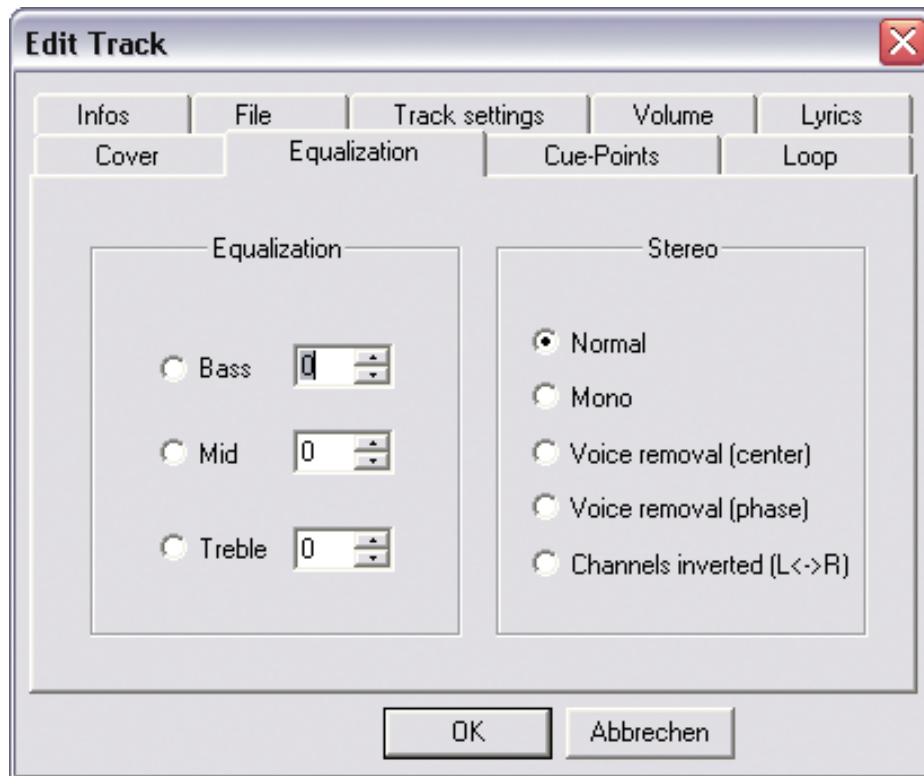 Edit Track
Infos File Track settings Volume Lyrics
Cover Equalization Cue-Points Loop
Equalization
Bass 0
Mid 0
Treble 0
Stereo
Normal
Mono
Voice removal (center)
Voice removal (phase)
Channels inverted (L<->R)
OK Abbrechen